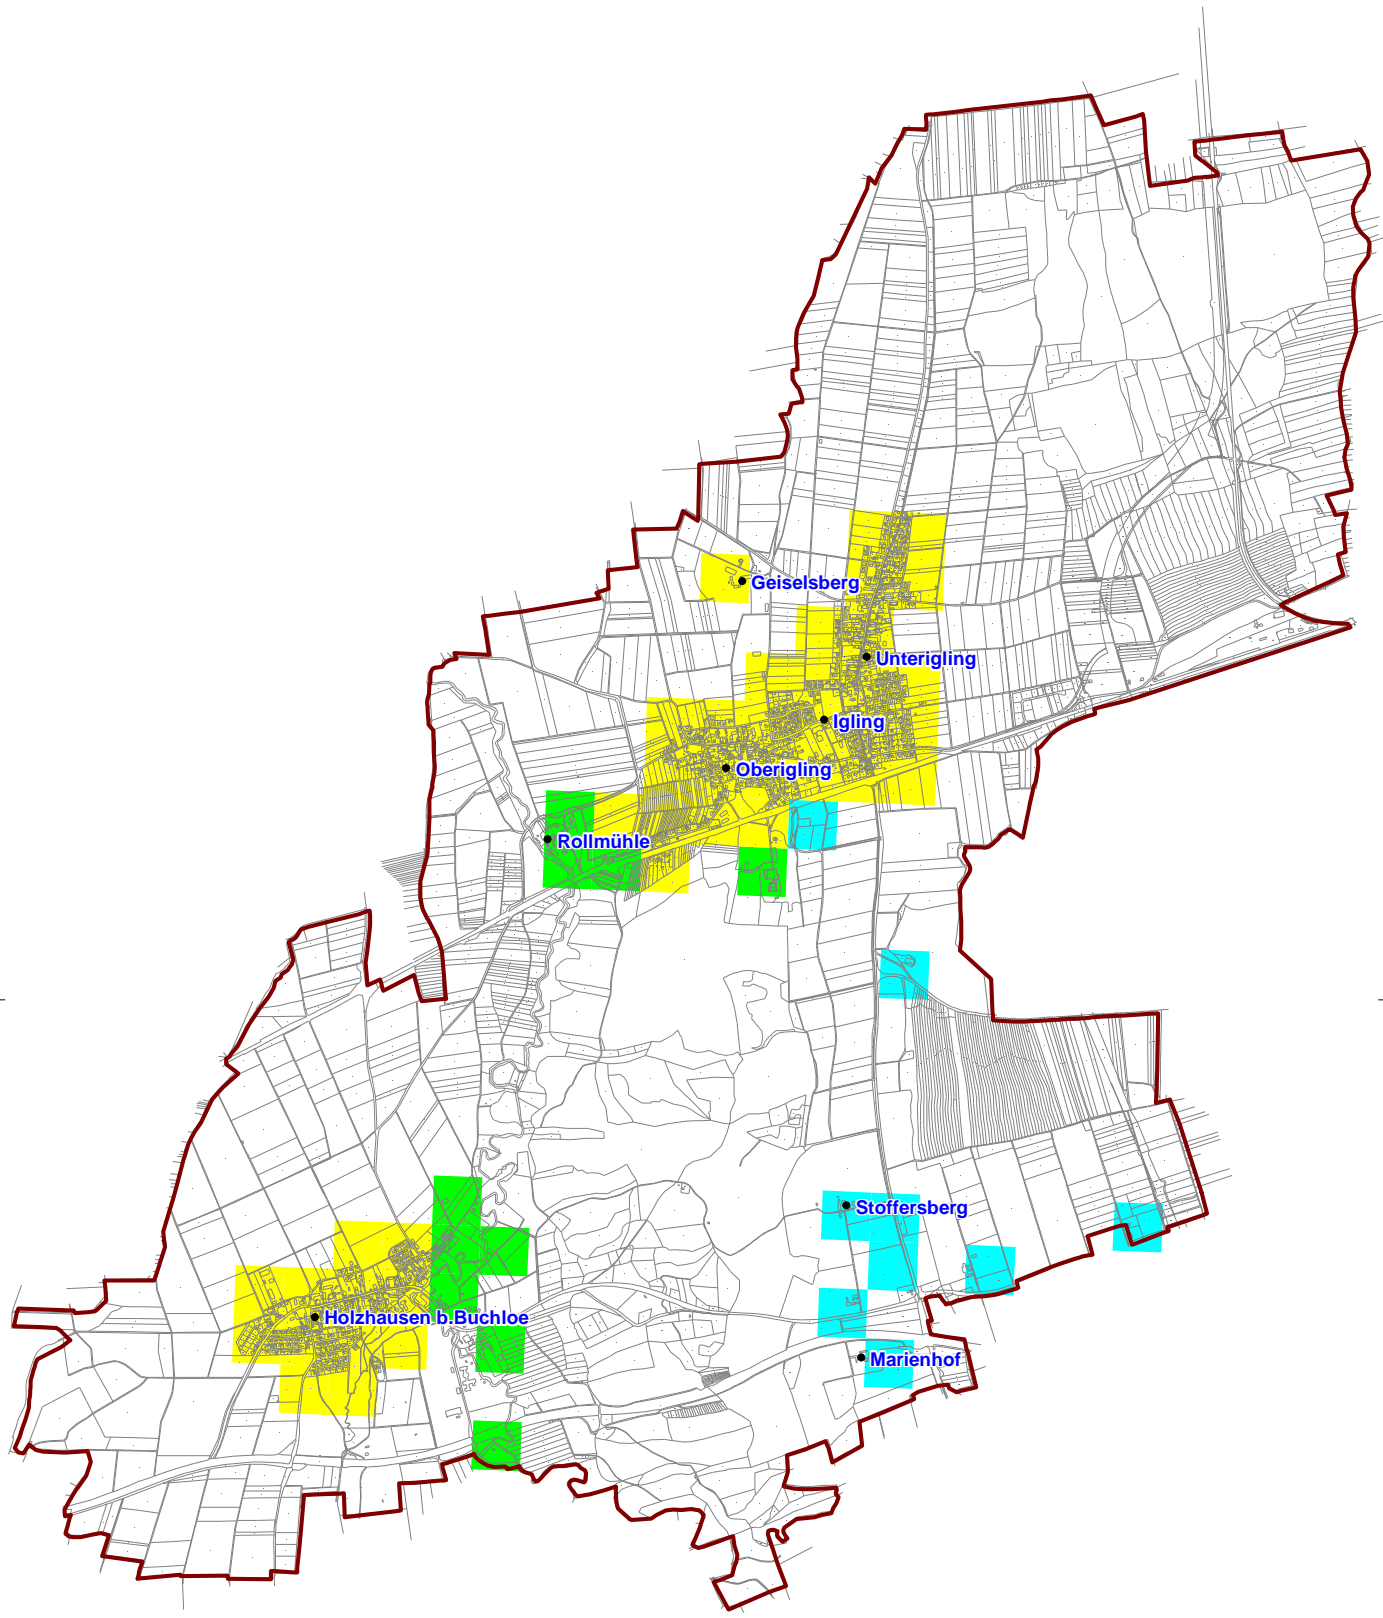 Geiselsberg
Unterigling
Igling
Oberigling
Rollmühle
Stoffersberg
Holzhausen b.Buchloe
Marienhof